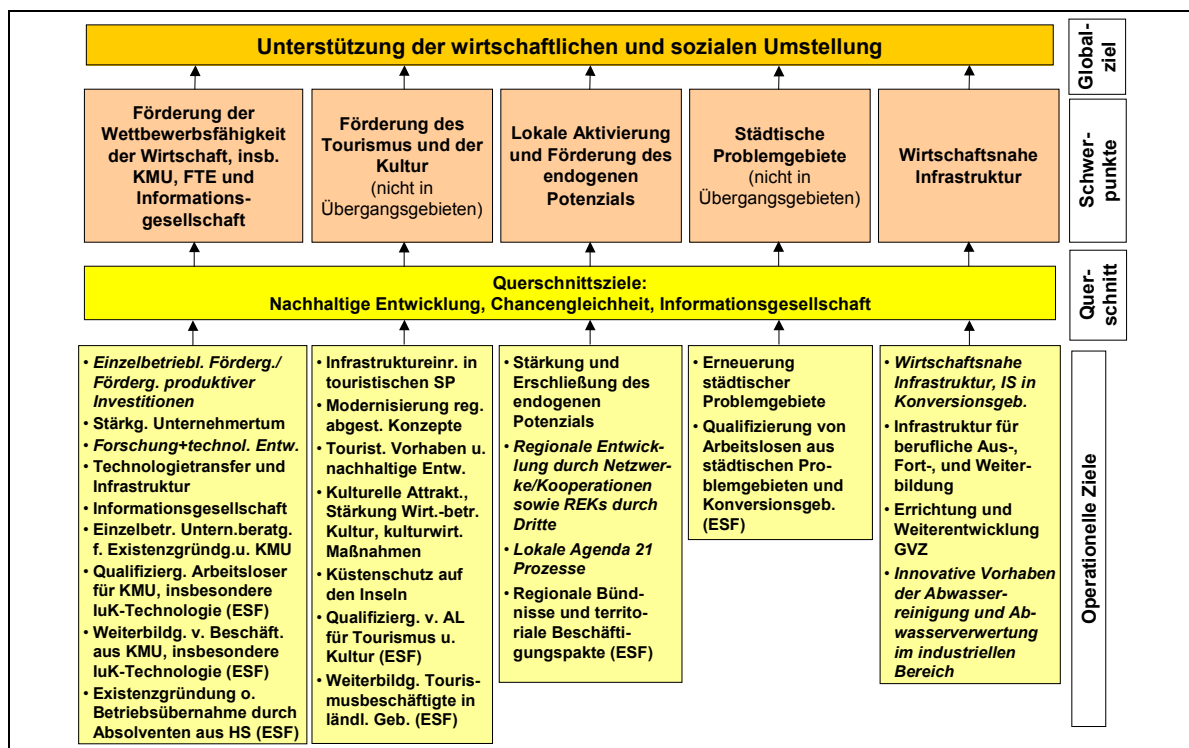 Unterstützung der wirtschaftlichen und sozialen Umstellung
Global-
ziel
Förderung der
Wettbewerbsfähigkeit
der Wirtschaft, insb.
KMU, FTE und
Informations-
gesellschaft
Förderung des
Tourismus und der
Kultur
(nicht in
Übergangsgebieten)
Lokale Aktivierung
und Förderung des
endogenen
Potenzials
Städtische
Problemgebiete
(nicht in
Übergangsgebieten)
Wirtschaftsnahe
Infrastruktur
Schwer-
punkte
Querschnittsziele:
Nachhaltige Entwicklung, Chancengleichheit, Informationsgesellschaft
Quer-
schnitt
• Einzelbetriebl. Förderg./
Förderg. produktiver
Investitionen
• Stärkg. Unternehmertum
• Forschung+technol. Entw.
• Technologietransfer und
Infrastruktur
• Informationsgesellschaft
• Einzelbetr. Untern.beratg.
f. Existenzgründg.u. KMU
• Qualifizierg. Arbeitsloser
für KMU, insbesondere
IuK-Technologie (ESF)
• Weiterbildg. v. Beschäft.
aus KMU, insbesondere
IuK-Technologie (ESF)
• Existenzgründung o.
Betriebsübernahme durch
Absolventen aus HS (ESF)
• Infrastruktureinr. in
touristischen SP
• Modernisierung reg.
abgest. Konzepte
• Tourist. Vorhaben u.
nachhaltige Entw.
• Kulturelle Attrakt.,
Stärkung Wirt.-betr.
Kultur, kulturwirt.
Maßnahmen
• Küstenschutz auf
den Inseln
• Qualifizierg. v. AL
für Tourismus u.
Kultur (ESF)
• Weiterbildg. Touris-
musbeschäftigte in
ländl. Geb. (ESF)
• Stärkung und
Erschließung des
endogenen
Potenzials
• Regionale Entwick-
lung durch Netzwer-
ke/Kooperationen
sowie REKs durch
Dritte
• Lokale Agenda 21
Prozesse
• Regionale Bünd-
nisse und territo-
riale Beschäfti-
gungspakte (ESF)
• Erneuerung
städtischer
Problemgebiete
• Qualifizierung von
Arbeitslosen aus
städtischen Pro-
blemgebieten und
Konversionsgeb.
(ESF)
• Wirtschaftsnahe
Infrastruktur, IS in
Konversionsgeb.
• Infrastruktur für
berufliche Aus-,
Fort-, und Weiter-
bildung
• Errichtung und
Weiterentwicklung
GVZ
• Innovative Vorhaben
der Abwasser-
reinigung und Ab-
wasserverwertung
im industriellen
Bereich
Operationelle Ziele